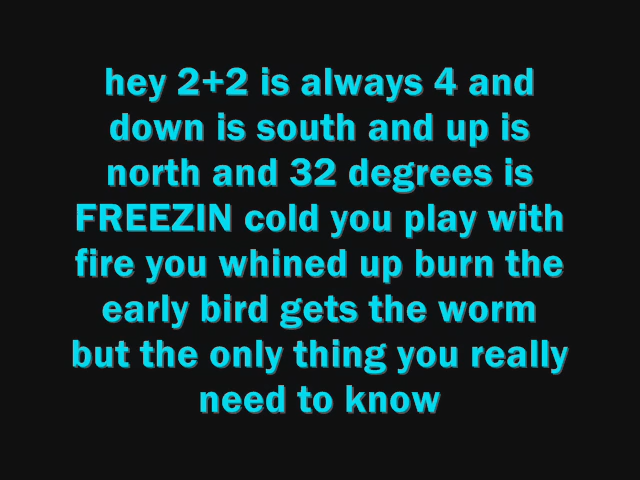 hey 2+2 is always 4 and
down is south and up is
north and 32 degrees is
FREEZIN cold you play with
fire you whined up burn the
early bird gets the worm
but the only thing you really
need to know